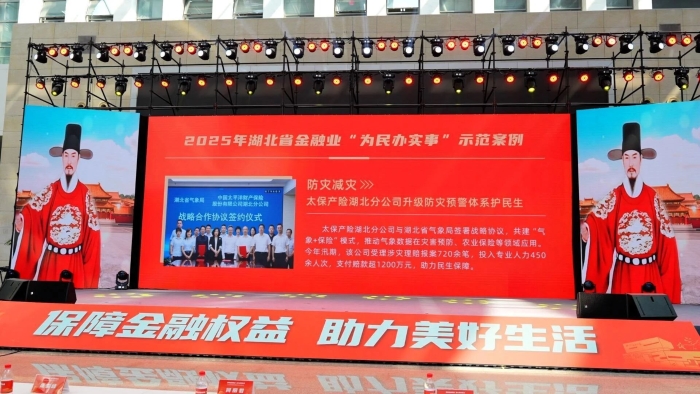 2025年湖北省金融业“为民办实事”示范案例
湖北省气象局
中国太平洋财产保险
股份有限公司湖北分公司
战略合作协议签约仪式
防灾减灾
太保产险湖北分公司升级防灾预警体系护民生
太保产险湖北分公司与湖北省气象局签署战略协议，共建“气
象+保险”模式，推动气象数据在灾害预防、农业保险等领域应用。
今年汛期，该公司受理涉灾理赔报案720余笔，投入专业人力450
余人次，支付赔款超1200万元，助力民生保障。
保障金融权益 助力美好生活